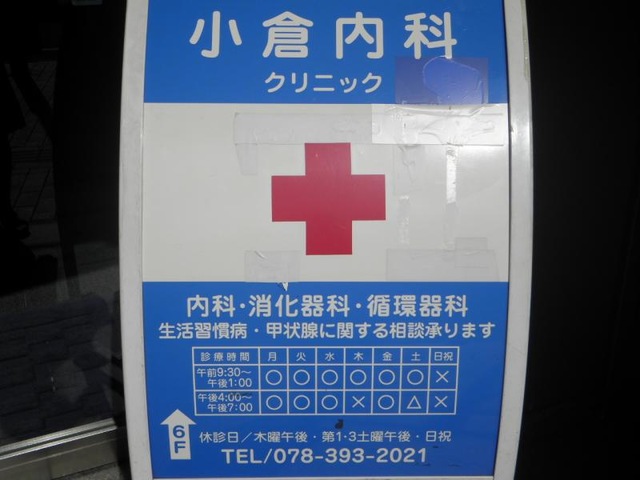 小倉内科
クリニック
内科・消化器科・循環器科
生活習慣病・甲状腺に関する相談承ります
診療時間 月 火 水 木 金 土 日祝
午前9:30～
午後1:00 ○ ○ ○ ○ ○ ○ ×
午後4:00～
午後7:00 ○ ○ ○ × ○ △ ×
6F
休診日／木曜午後・第1・3土曜午後・日祝
TEL/078-393-2021